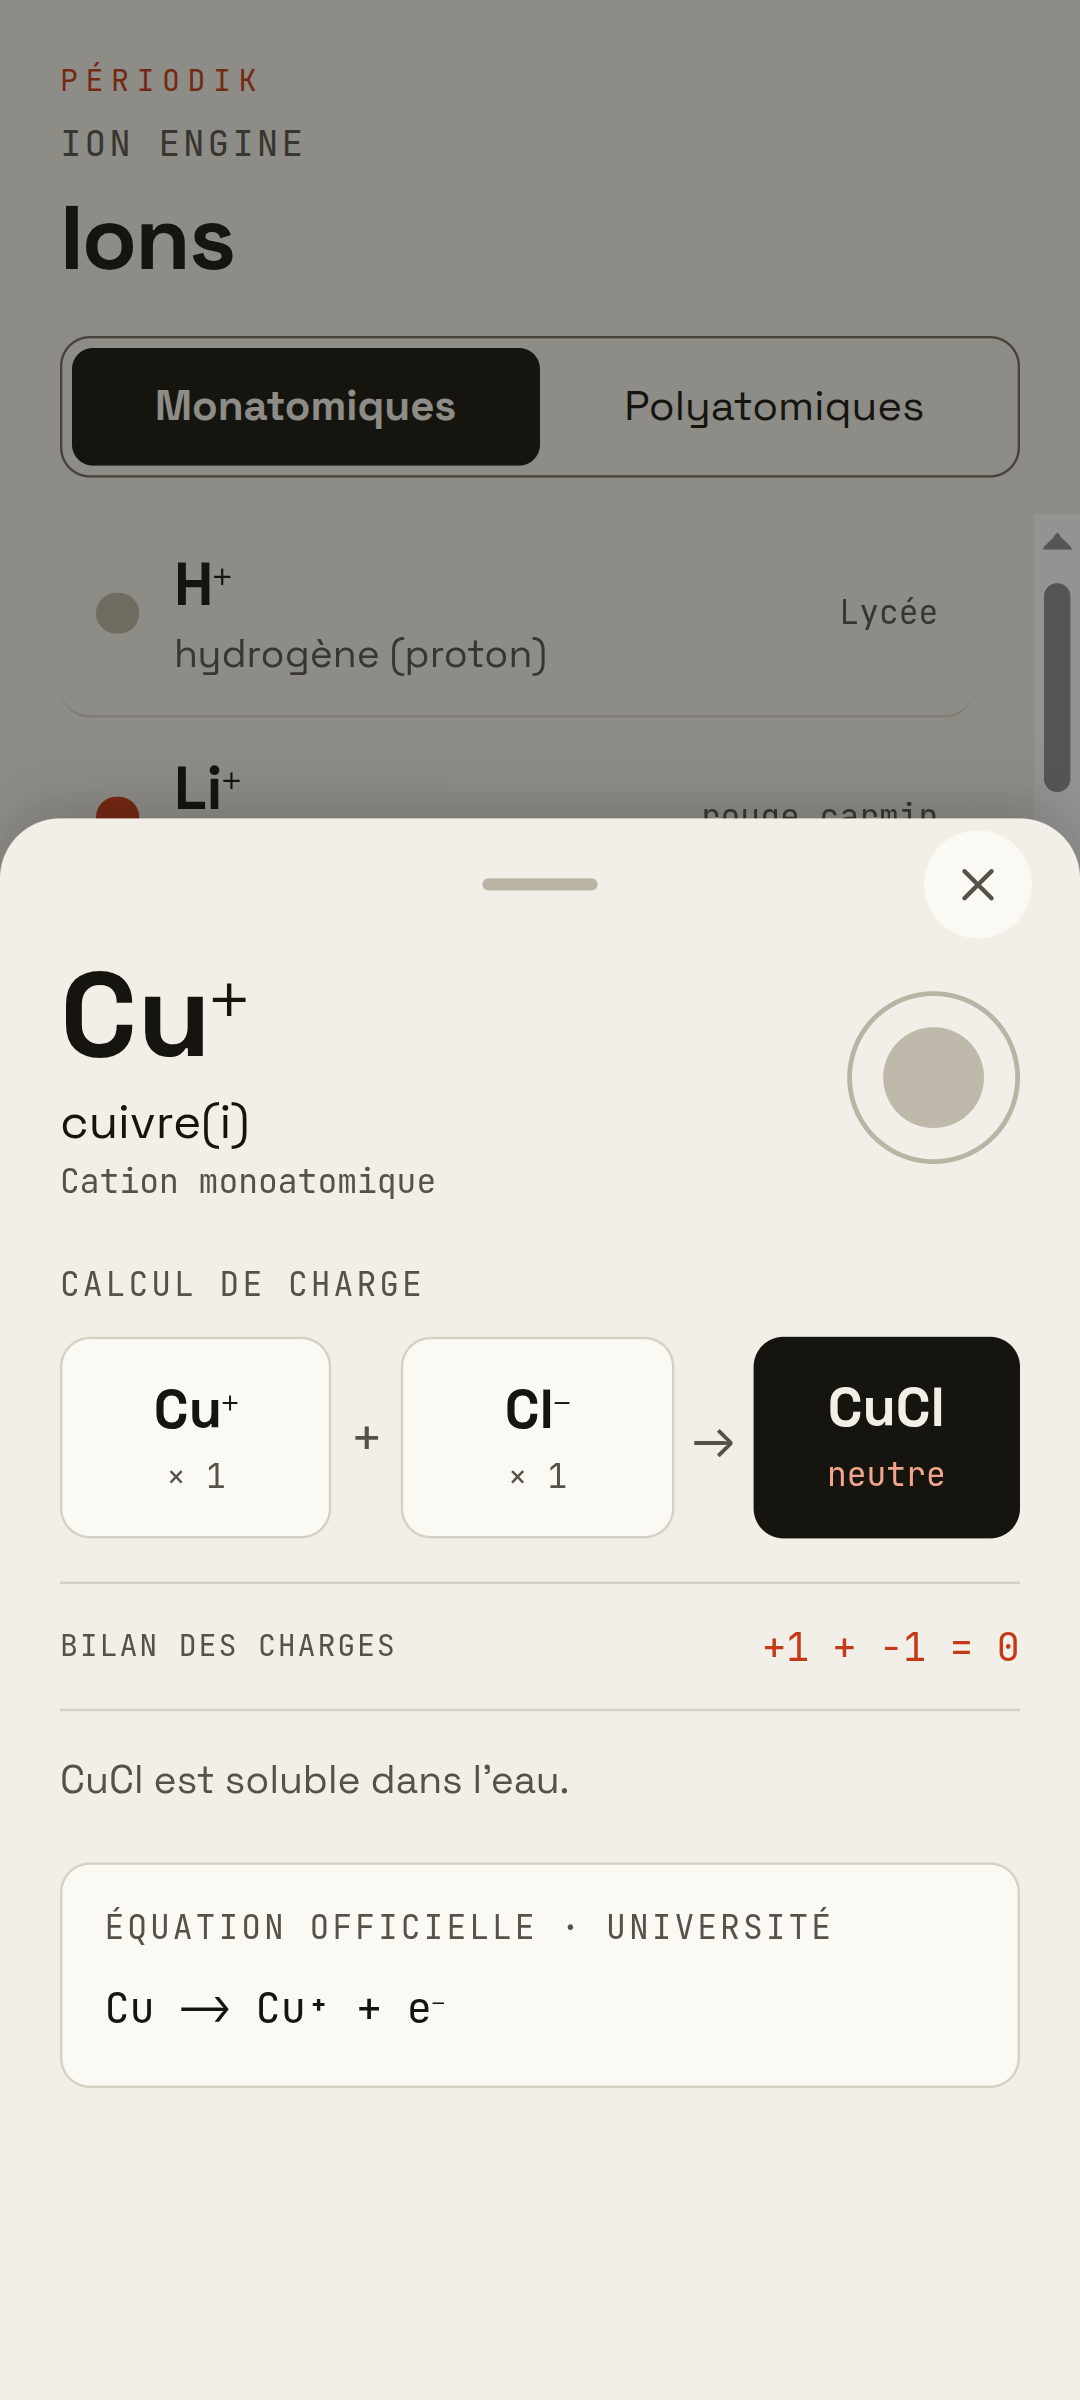 PÉRIODIK
ION ENGINE
Ions
Monatomiques Polyatomiques
H⁺
hydrogène (proton)
Lycée
Li⁺
rouge carmin
Cu⁺
cuivre(i)
Cation monoatomique
CALCUL DE CHARGE
Cu⁺ × 1 + Cl⁻ × 1 → CuCl neutre
BILAN DES CHARGES +1 + -1 = 0
CuCl est soluble dans l’eau.
ÉQUATION OFFICIELLE · UNIVERSITÉ
Cu ⟶ Cu⁺ + e⁻